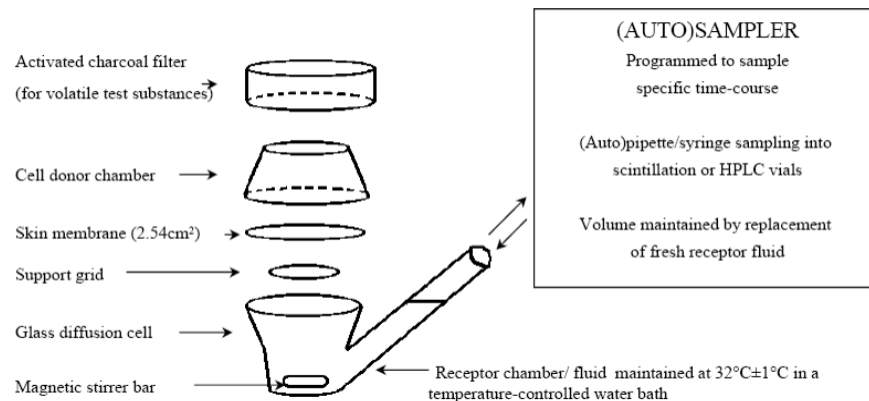 Activated charcoal filter
(for volatile test substances)
Cell donor chamber
Skin membrane (2.54cm²)
Support grid
Glass diffusion cell
Magnetic stirrer bar
(AUTO)SAMPLER
Programmed to sample
specific time-course
(Auto)pipette/syringe sampling into
scintillation or HPLC vials
Volume maintained by replacement
of fresh receptor fluid
Receptor chamber/ fluid maintained at 32°C±1°C in a
temperature-controlled water bath